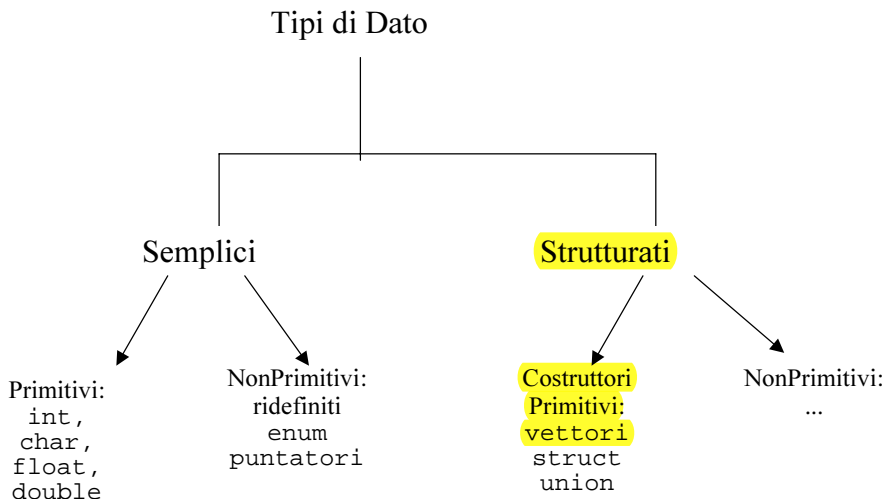 Tipi di Dato
Semplici
Strutturati
Primitivi:
int,
char,
float,
double
NonPrimitivi:
ridefiniti
enum
puntatori
Costruttori
Primitivi:
vettori
struct
union
NonPrimitivi:
...